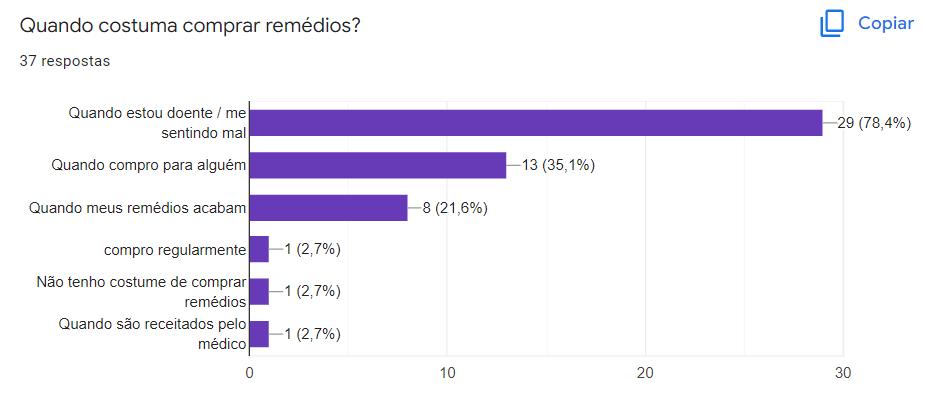 Quando costuma comprar remédios?
Copiar
37 respostas
Quando estou doente / me
sentindo mal
29 (78,4%)
Quando compro para alguém
13 (35,1%)
Quando meus remédios acabam
8 (21,6%)
compro regularmente
1 (2,7%)
Não tenho costume de comprar
remédios
1 (2,7%)
Quando são receitados pelo
médico
1 (2,7%)
0 10 20 30